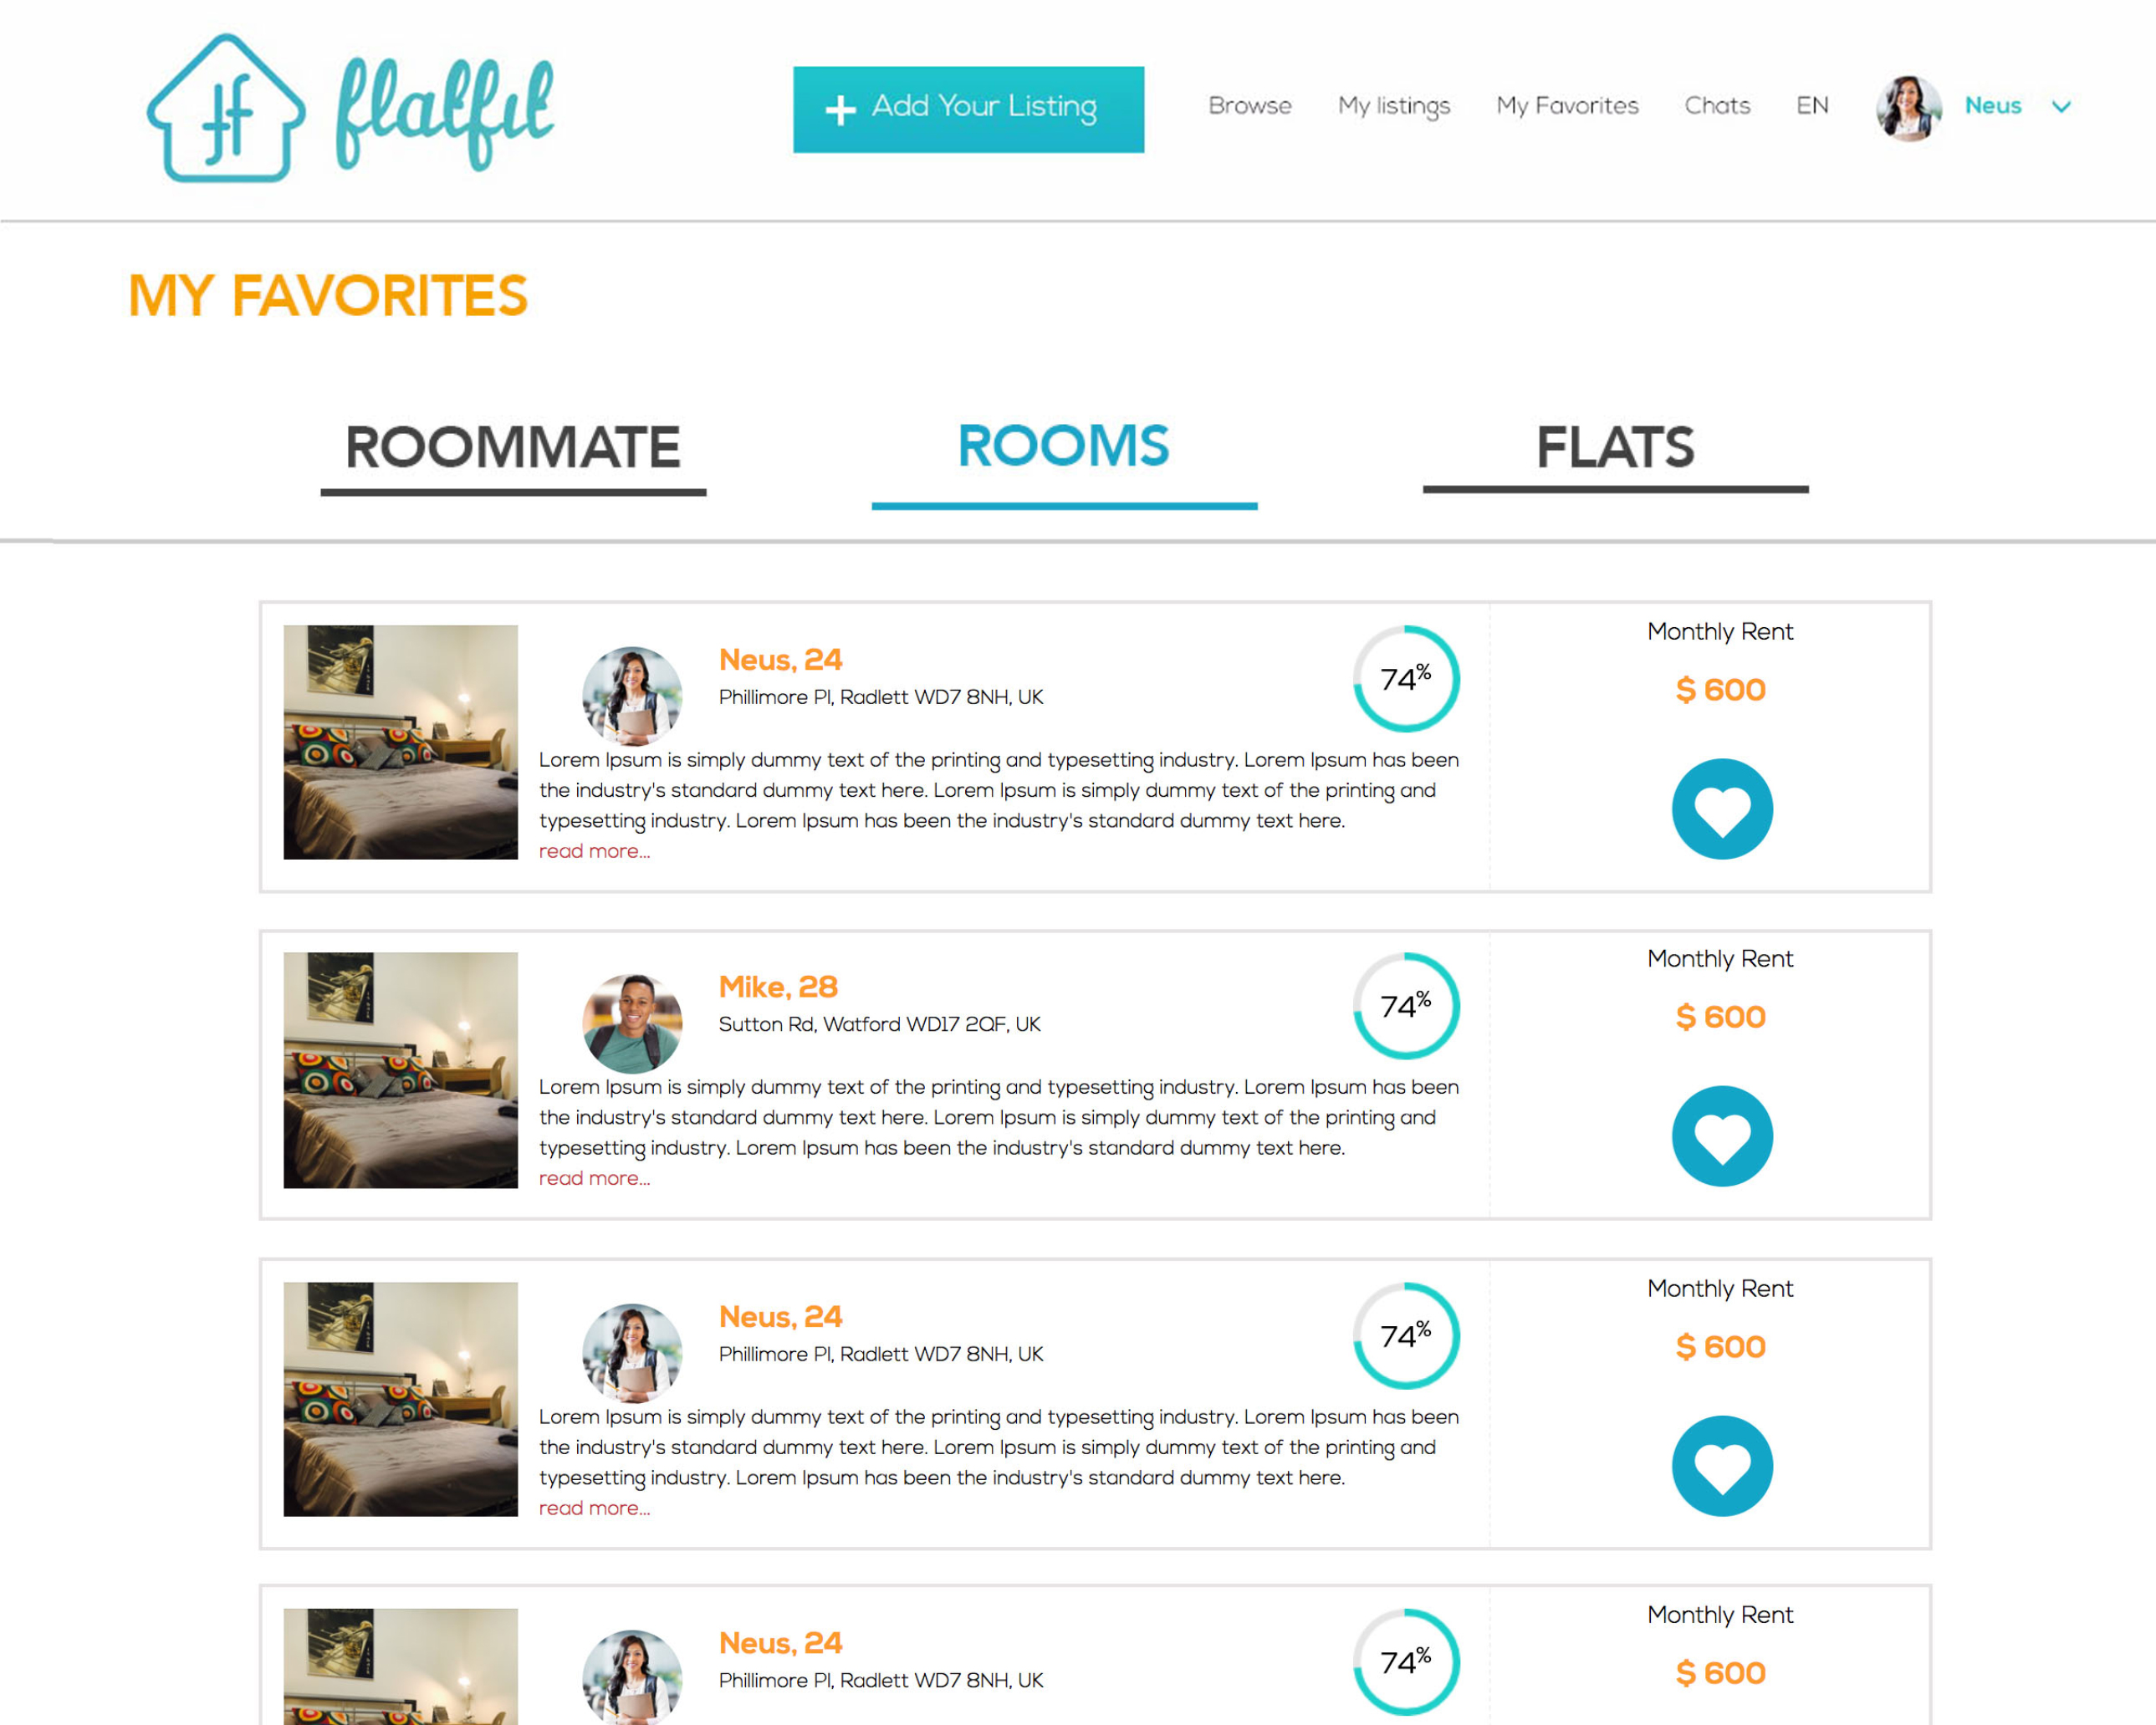 flatfit
+ Add Your Listing
Browse
My listings
My Favorites
Chats
EN
Neus
MY FAVORITES
ROOMMATE
ROOMS
FLATS
Neus, 24
Phillimore Pl, Radlett WD7 8NH, UK
74%
Lorem Ipsum is simply dummy text of the printing and typesetting industry. Lorem Ipsum has been
the industry's standard dummy text here. Lorem Ipsum is simply dummy text of the printing and
typesetting industry. Lorem Ipsum has been the industry's standard dummy text here.
read more...
Monthly Rent
$ 600
Mike, 28
Sutton Rd, Watford WD17 2QF, UK
74%
Lorem Ipsum is simply dummy text of the printing and typesetting industry. Lorem Ipsum has been
the industry's standard dummy text here. Lorem Ipsum is simply dummy text of the printing and
typesetting industry. Lorem Ipsum has been the industry's standard dummy text here.
read more...
Monthly Rent
$ 600
Neus, 24
Phillimore Pl, Radlett WD7 8NH, UK
74%
Lorem Ipsum is simply dummy text of the printing and typesetting industry. Lorem Ipsum has been
the industry's standard dummy text here. Lorem Ipsum is simply dummy text of the printing and
typesetting industry. Lorem Ipsum has been the industry's standard dummy text here.
read more...
Monthly Rent
$ 600
Neus, 24
Phillimore Pl, Radlett WD7 8NH, UK
74%
Monthly Rent
$ 600